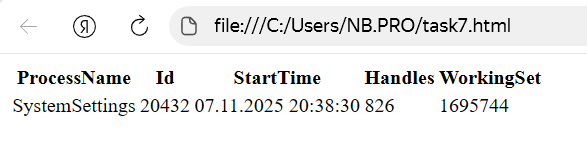 Я file:///C:/Users/NB.PRO/task7.html
ProcessName Id StartTime Handles WorkingSet
SystemSettings 20432 07.11.2025 20:38:30 826 1695744